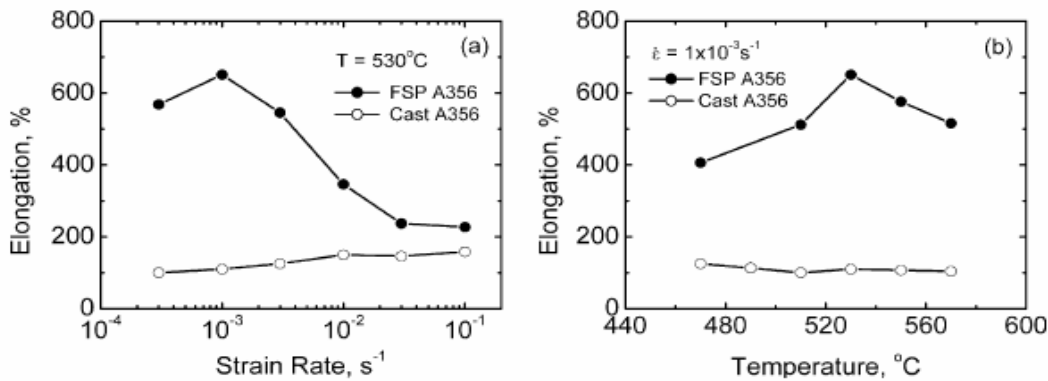 (a)
T = 530°C
FSP A356
Cast A356
Elongation, %
800
600
400
200
0
10⁻⁴
10⁻³
10⁻²
10⁻¹
Strain Rate, s⁻¹
(b)
ε̇ = 1x10⁻³s⁻¹
FSP A356
Cast A356
Elongation, %
800
600
400
200
0
440
480
520
560
600
Temperature, °C